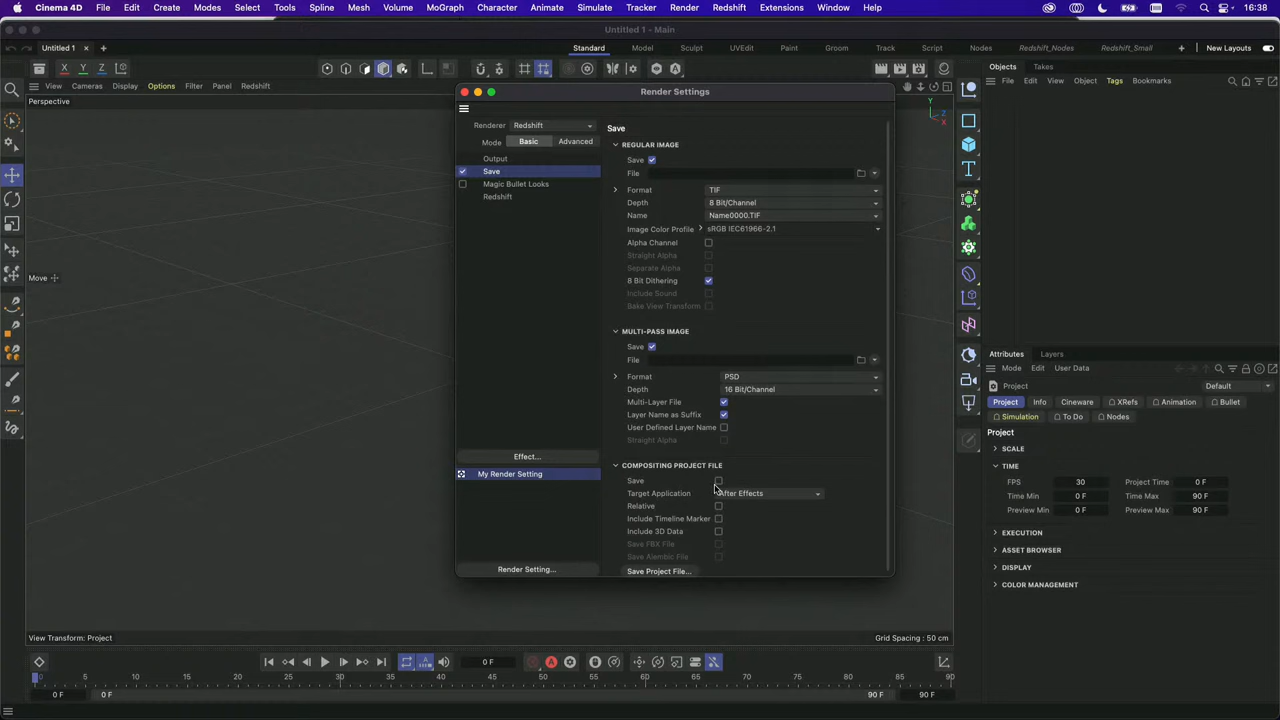 Cinema 4D File Edit Create Modes Select Tools Spline Mesh Volume MoGraph Character Animate Simulate Tracker Render Redshift Extensions Window Help 16:38
Untitled 1 - Main
Untitled 1 × + Standard Model Sculpt UVEdit Paint Groom Track Script Nodes Redshift_Nodes Redshift_Small + New Layouts
X Y Z
View Cameras Display Options Filter Panel Redshift
Perspective
Y
Z
X
Move
Render Settings
Renderer Redshift
Mode Basic Advanced
Output
Save
Magic Bullet Looks
Redshift
Effect...
My Render Setting
Render Setting...
Save
REGULAR IMAGE
Save
File
Format TIF
Depth 8 Bit/Channel
Name Name0000.TIF
Image Color Profile sRGB IEC61966-2.1
Alpha Channel
Straight Alpha
Separate Alpha
8 Bit Dithering
Include Sound
Bake View Transform
MULTI-PASS IMAGE
Save
File
Format PSD
Depth 16 Bit/Channel
Multi-Layer File
Layer Name as Suffix
User Defined Layer Name
Straight Alpha
COMPOSITING PROJECT FILE
Save
Target Application After Effects
Relative
Include Timeline Marker
Include 3D Data
Save FBX File
Save Alembic File
Save Project File...
Objects Takes
File Edit View Object Tags Bookmarks
Attributes Layers
Mode Edit User Data
Project Default
Project Info Cineware XRefs Animation Bullet
Simulation To Do Nodes
Project
SCALE
TIME
FPS 30 Project Time 0 F
Time Min 0 F Time Max 90 F
Preview Min 0 F Preview Max 90 F
EXECUTION
ASSET BROWSER
DISPLAY
COLOR MANAGEMENT
View Transform: Project Grid Spacing : 50 cm
0 F
0 5 10 15 20 25 30 35 40 45 50 55 60 65 70 75 80 85 90
0 F 0 F 90 F 90 F